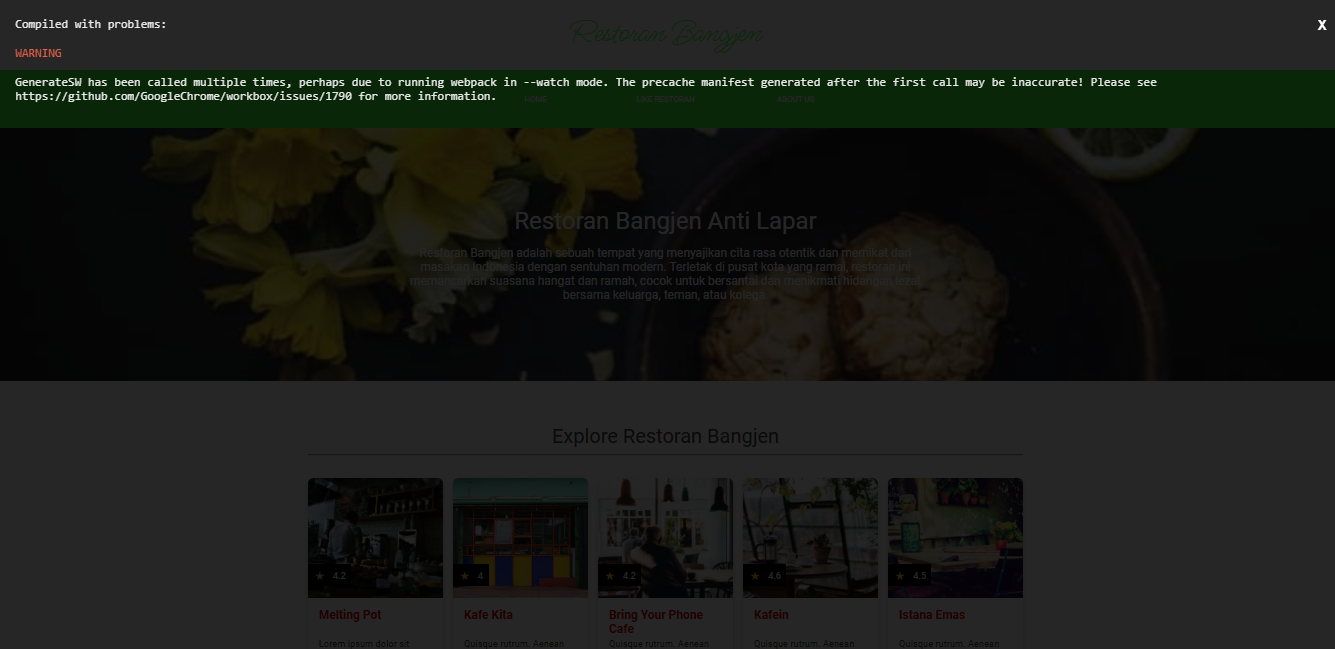 Compiled with problems:
X
Restoran Bangjen
WARNING
GenerateSW has been called multiple times, perhaps due to running webpack in --watch mode. The precache manifest generated after the first call may be inaccurate! Please see
https://github.com/GoogleChrome/workbox/issues/1790 for more information.
HOME LIKE RESTORAN ABOUT US
Restoran Bangjen Anti Lapar
Restoran Bangjen adalah sebuah tempat yang menyajikan cita rasa otentik dan memikat dari
masakan Indonesia dengan sentuhan modern. Terletak di pusat kota yang ramai, restoran ini
memancarkan suasana hangat dan ramah, cocok untuk bersantai dan menikmati hidangan lezat
bersama keluarga, teman, atau kolega.
Explore Restoran Bangjen
★ 4.2 ★ 4 ★ 4.2 ★ 4.6 ★ 4.5
Melting Pot Kafe Kita Bring Your Phone Kafein Istana Emas
Cafe
Lorem ipsum dolor sit Quisque rutrum. Aenean Quisque rutrum. Aenean Quisque rutrum. Aenean Quisque rutrum. Aenean